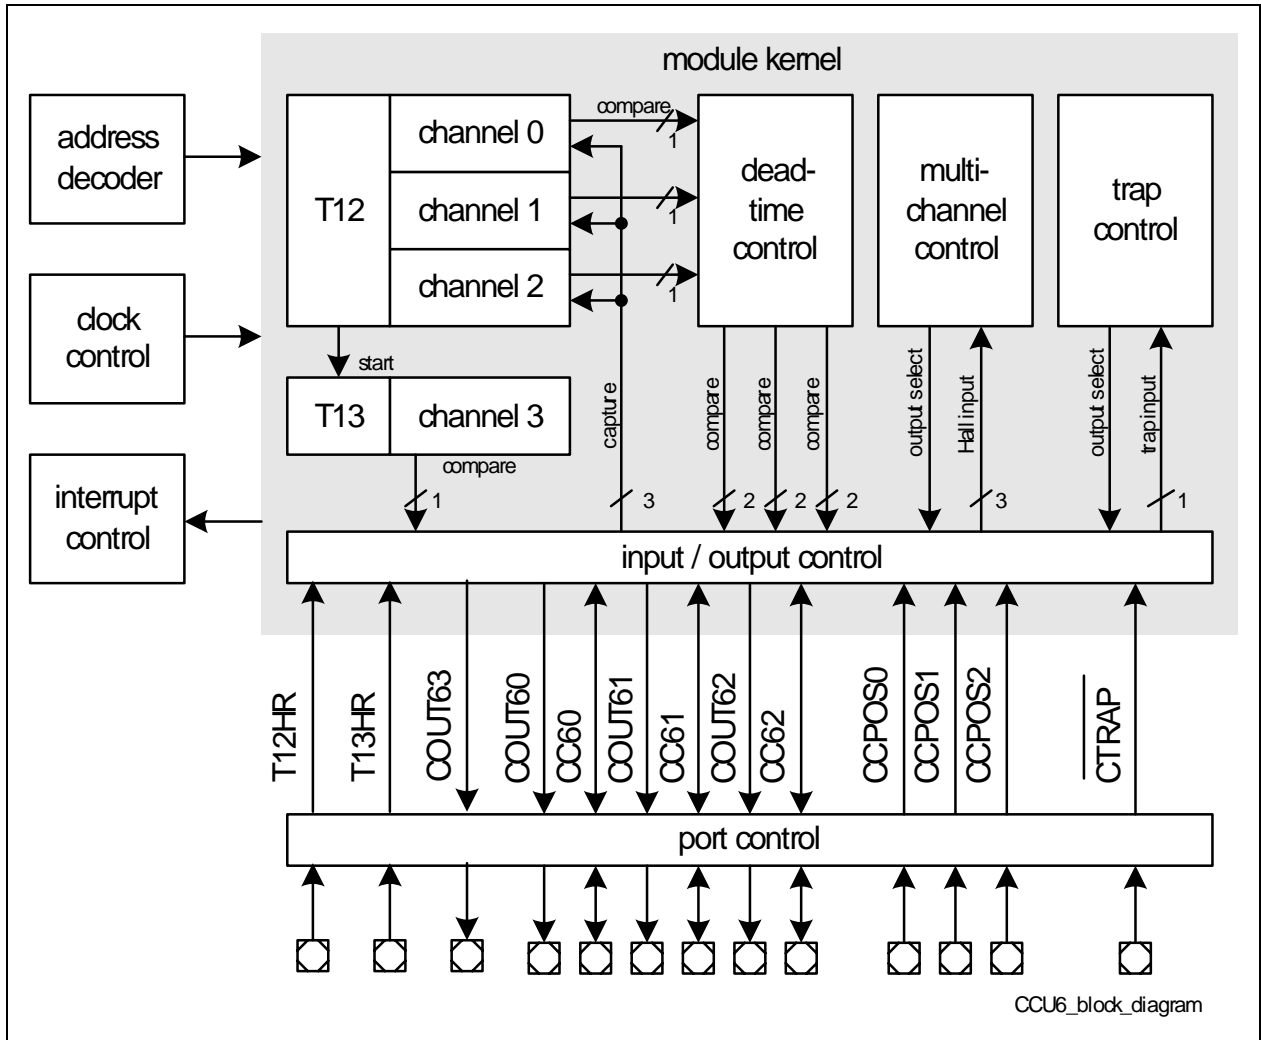 module kernel
address
decoder
clock
control
interrupt
control
T12
channel 0
channel 1
channel 2
compare
1
1
1
dead-
time
control
multi-
channel
control
trap
control
start
T13
channel 3
compare
1
capture
3
compare
2
compare
2
compare
2
output select
Hall input
3
output select
trap input
1
input / output control
T12HR
T13HR
COUT63
COUT60
CC60
COUT61
CC61
COUT62
CC62
CCPOS0
CCPOS1
CCPOS2
CTRAP
port control
CCU6_block_diagram